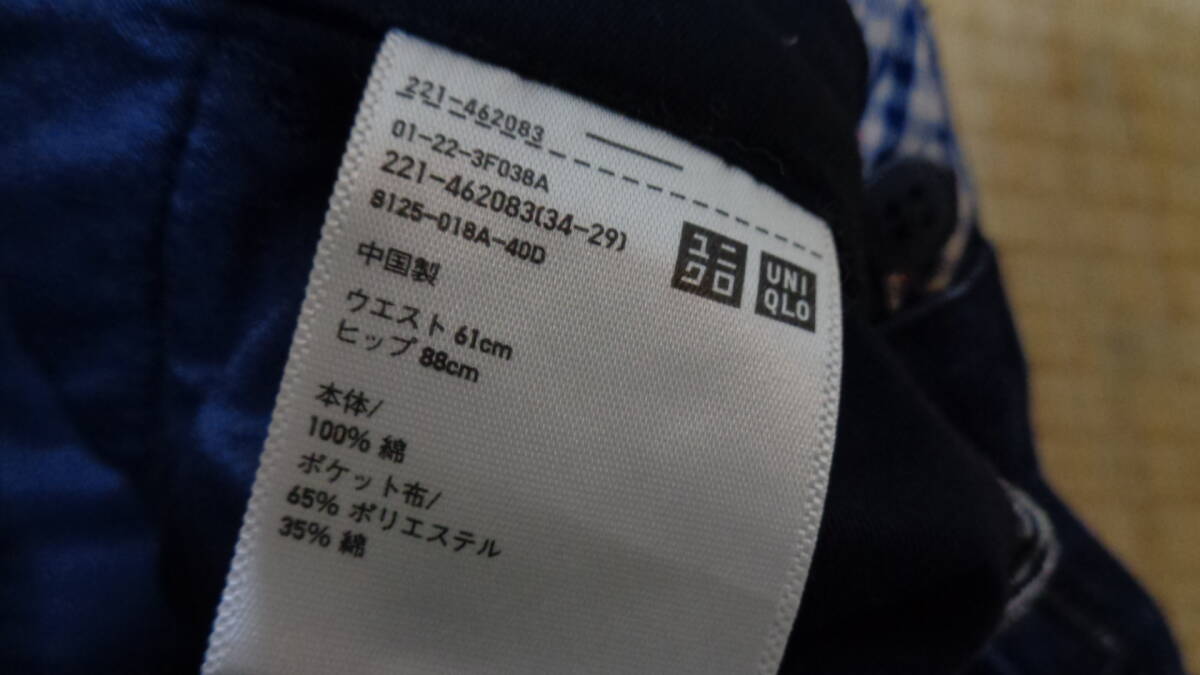 221-462083
01-22-3F038A
221-462083(34-29)
8125-018A-40D
中国製
ウエスト 61cm
ヒップ 88cm
本体/
100% 綿
ポケット布/
65% ポリエステル
35% 綿
ユニ
クロ
UNI
QLO